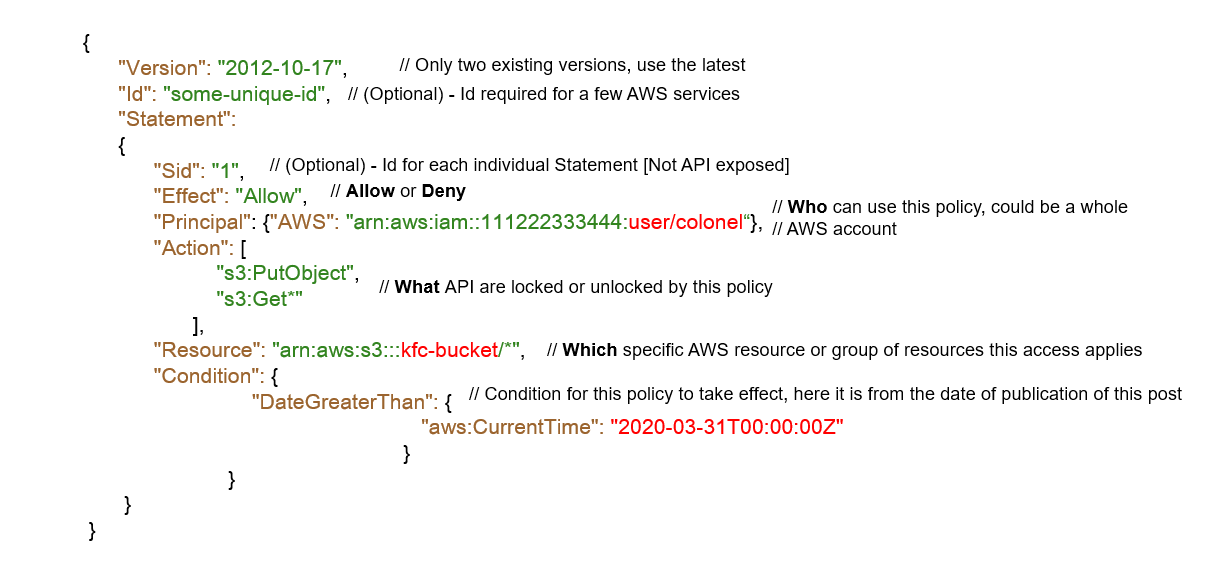 {
"Version": "2012-10-17", // Only two existing versions, use the latest
"Id": "some-unique-id", // (Optional) - Id required for a few AWS services
"Statement":
{
"Sid": "1", // (Optional) - Id for each individual Statement [Not API exposed]
"Effect": "Allow", // Allow or Deny
"Principal": {"AWS": "arn:aws:iam::111222333444:user/colonel“}, // Who can use this policy, could be a whole
// AWS account
"Action": [
"s3:PutObject",
// What API are locked or unlocked by this policy
"s3:Get*"
],
"Resource": "arn:aws:s3:::kfc-bucket/*", // Which specific AWS resource or group of resources this access applies
"Condition": {
"DateGreaterThan": { // Condition for this policy to take effect, here it is from the date of publication of this post
"aws:CurrentTime": "2020-03-31T00:00:00Z"
}
}
}
}